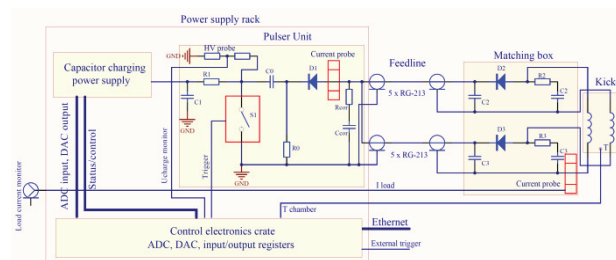 Power supply rack
Pulser Unit
GND
HV probe
Current probe
Feedline
Matching box
Kick
Capacitor charging
power supply
R1
C0
D1
D2
R2
C1
S1
Rcorr
Ccorr
5 x RG-213
C2
C2
GND
R0
GND
D3
R3
5 x RG-213
C3
C3
T
Current probe
ADC input, DAC output
Status/control
Ucharge monitor
Trigger
Load current monitor
I load
T chamber
Control electronics crate
ADC, DAC, input/output registers
Ethernet
External trigger